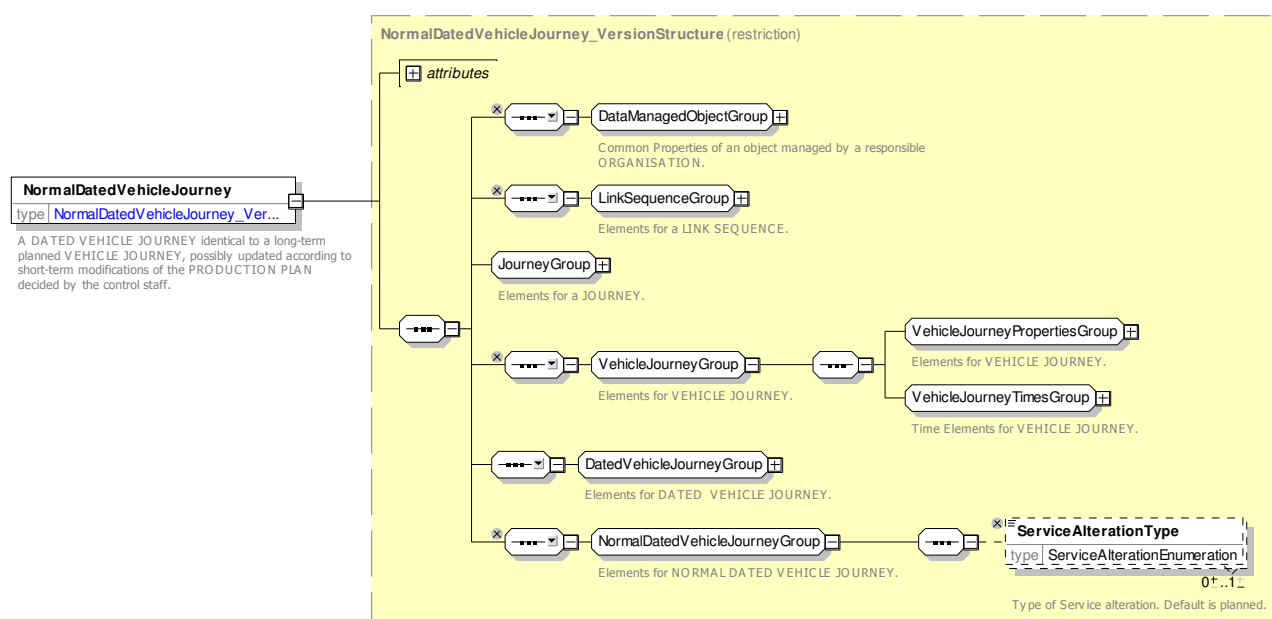 NormalDatedVehicleJourney_VersionStructure (restriction)
attributes
DataManagedObjectGroup
Common Properties of an object managed by a responsible
ORGANISATION.
NormalDatedVehicleJourney
type NormalDatedVehicleJourney_Ver...
A DATED VEHICLE JOURNEY identical to a long-term
planned VEHICLE JOURNEY, possibly updated according to
short-term modifications of the PRODUCTION PLAN
decided by the control staff.
LinkSequenceGroup
Elements for a LINK SEQUENCE.
JourneyGroup
Elements for a JOURNEY.
VehicleJourneyGroup
Elements for VEHICLE JOURNEY.
VehicleJourneyPropertiesGroup
Elements for VEHICLE JOURNEY.
VehicleJourneyTimesGroup
Time Elements for VEHICLE JOURNEY.
DatedVehicleJourneyGroup
Elements for DATED VEHICLE JOURNEY.
NormalDatedVehicleJourneyGroup
Elements for NORMAL DATED VEHICLE JOURNEY.
ServiceAlterationType
type ServiceAlterationEnumeration
0±..1±
Type of Service alteration. Default is planned.